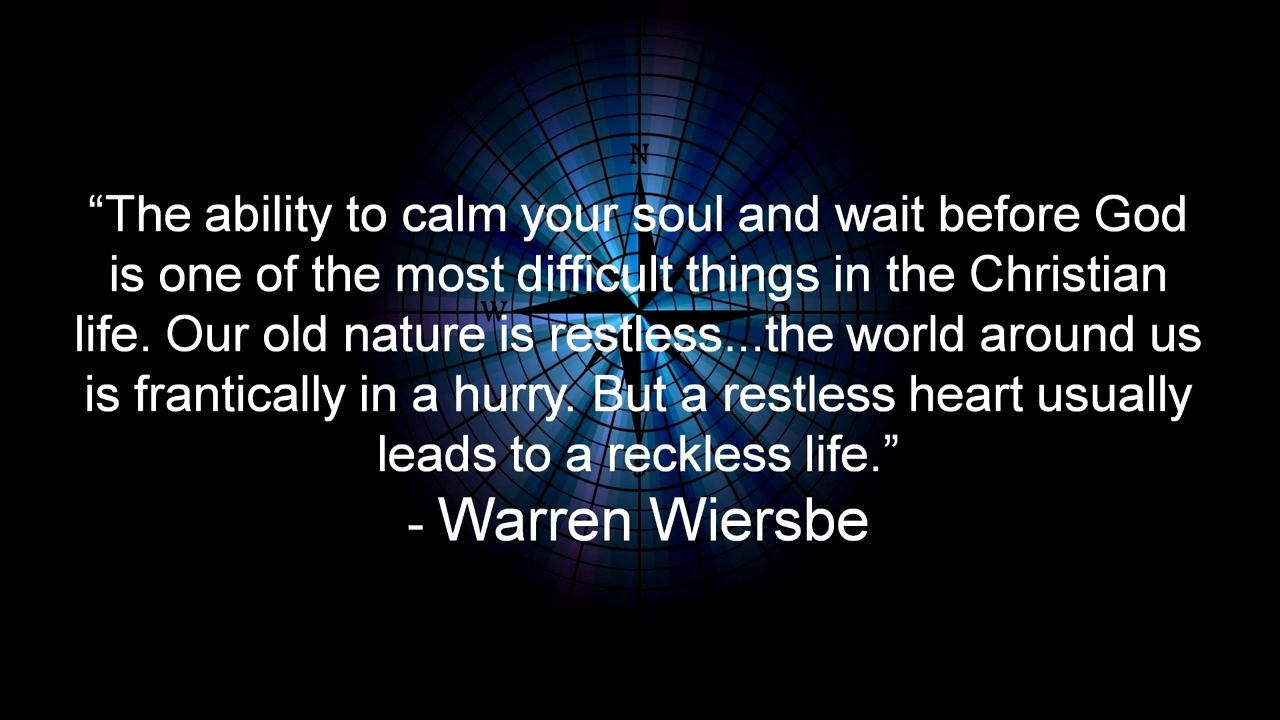 N
“The ability to calm your soul and wait before God
is one of the most difficult things in the Christian
W O
life. Our old nature is restless...the world around us
is frantically in a hurry. But a restless heart usually
leads to a reckless life.”
- Warren Wiersbe